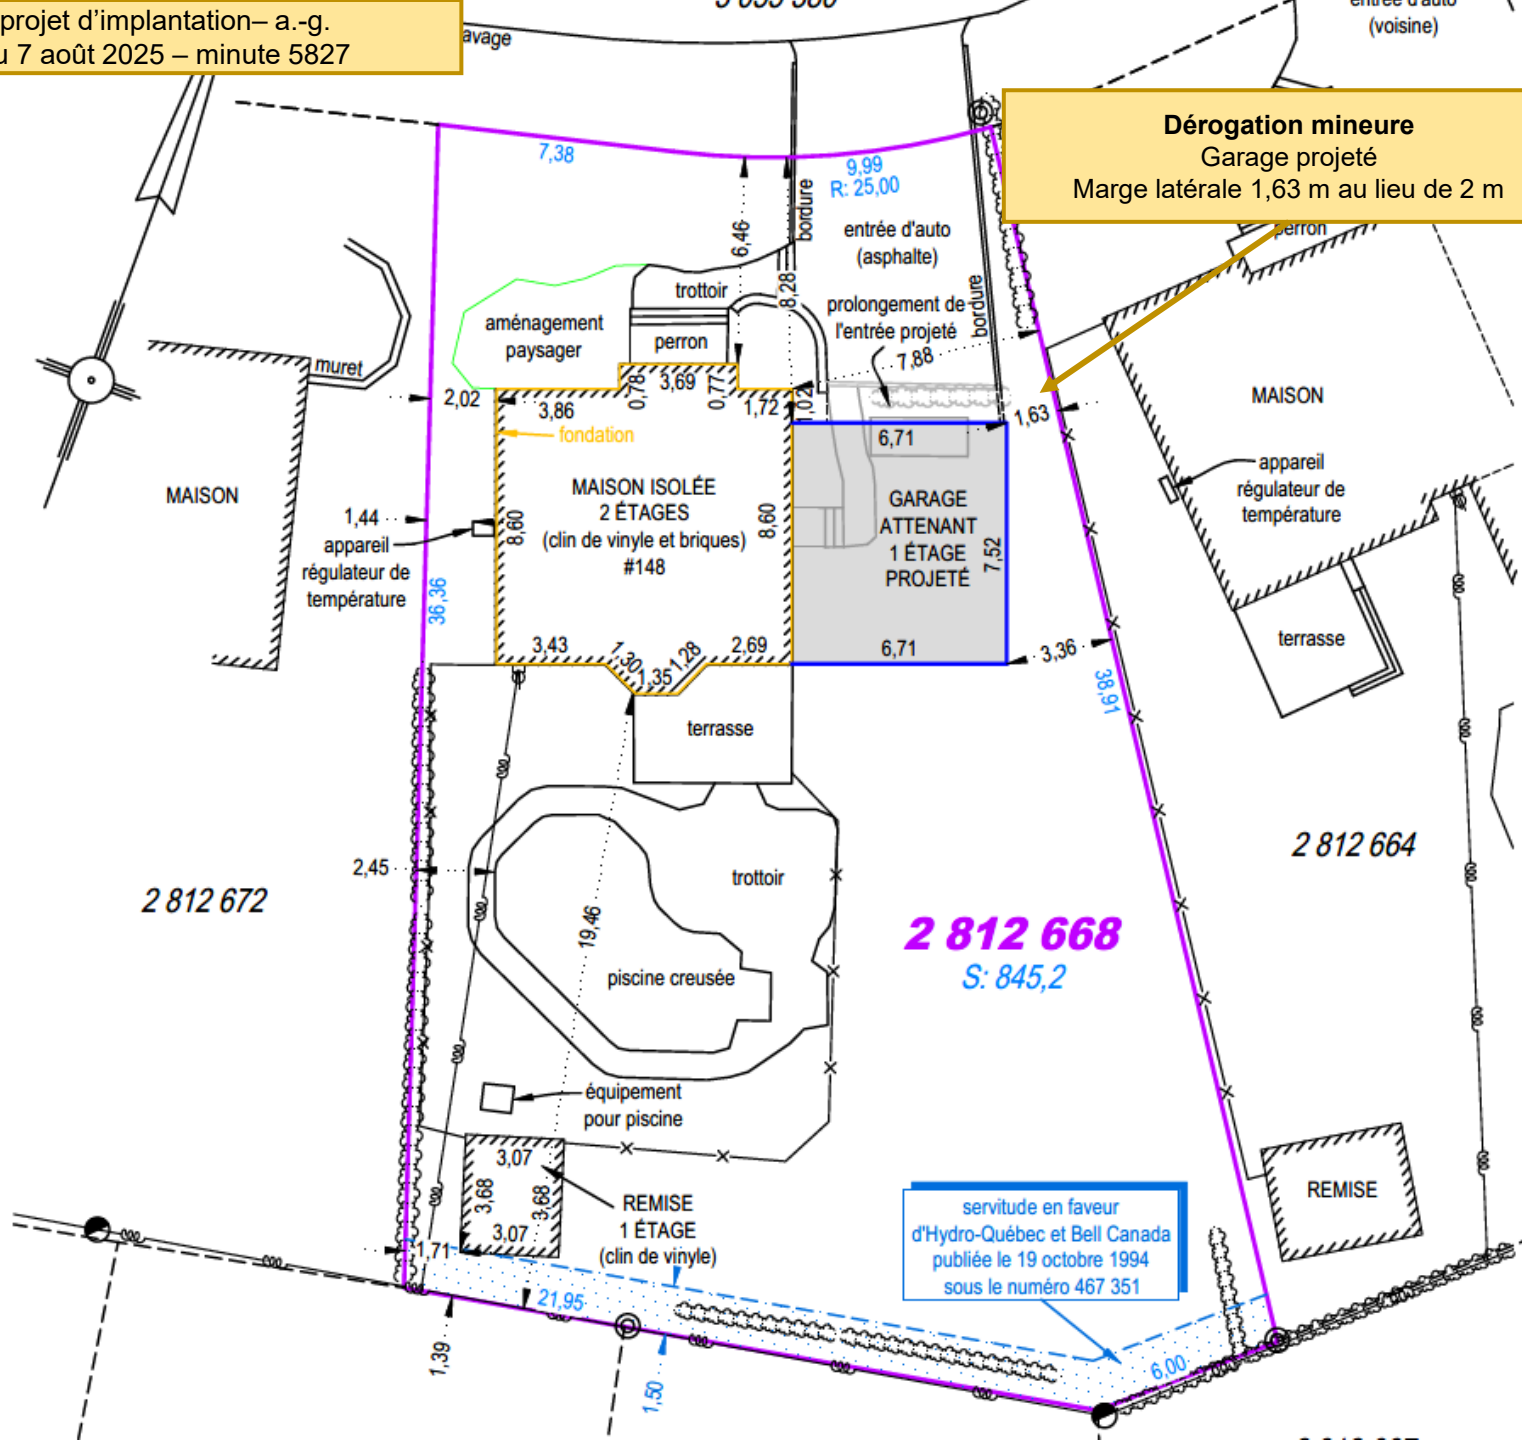 projet d'implantation– a.-g.
u 7 août 2025 – minute 5827
avage
entrée d'auto
(voisine)
Dérogation mineure
Garage projeté
Marge latérale 1,63 m au lieu de 2 m
perron
7,38
9,99
R: 25,00
bordure
6,46
8,28
entrée d'auto
(asphalte)
bordure
trottoir
prolongement de
l'entrée projeté
aménagement
paysager
perron
7,88
muret
2,02
3,86
0,78
3,69
0,77
1,72
1,02
1,63
MAISON
fondation
6,71
MAISON
appareil
régulateur de
température
MAISON ISOLÉE
2 ÉTAGES
(clin de vinyle et briques)
#148
8,60
8,60
GARAGE
ATTENANT
1 ÉTAGE
PROJETÉ
7,52
1,44
appareil
régulateur de
température
36,36
3,43
1,30
1,35
1,28
2,69
6,71
3,36
terrasse
38,91
terrasse
2 812 664
2,45
trottoir
2 812 672
19,46
2 812 668
S: 845,2
piscine creusée
équipement
pour piscine
3,07
3,68
3,68
3,07
REMISE
1 ÉTAGE
(clin de vinyle)
REMISE
servitude en faveur
d'Hydro-Québec et Bell Canada
publiée le 19 octobre 1994
sous le numéro 467 351
1,71
21,95
1,39
1,50
6,00